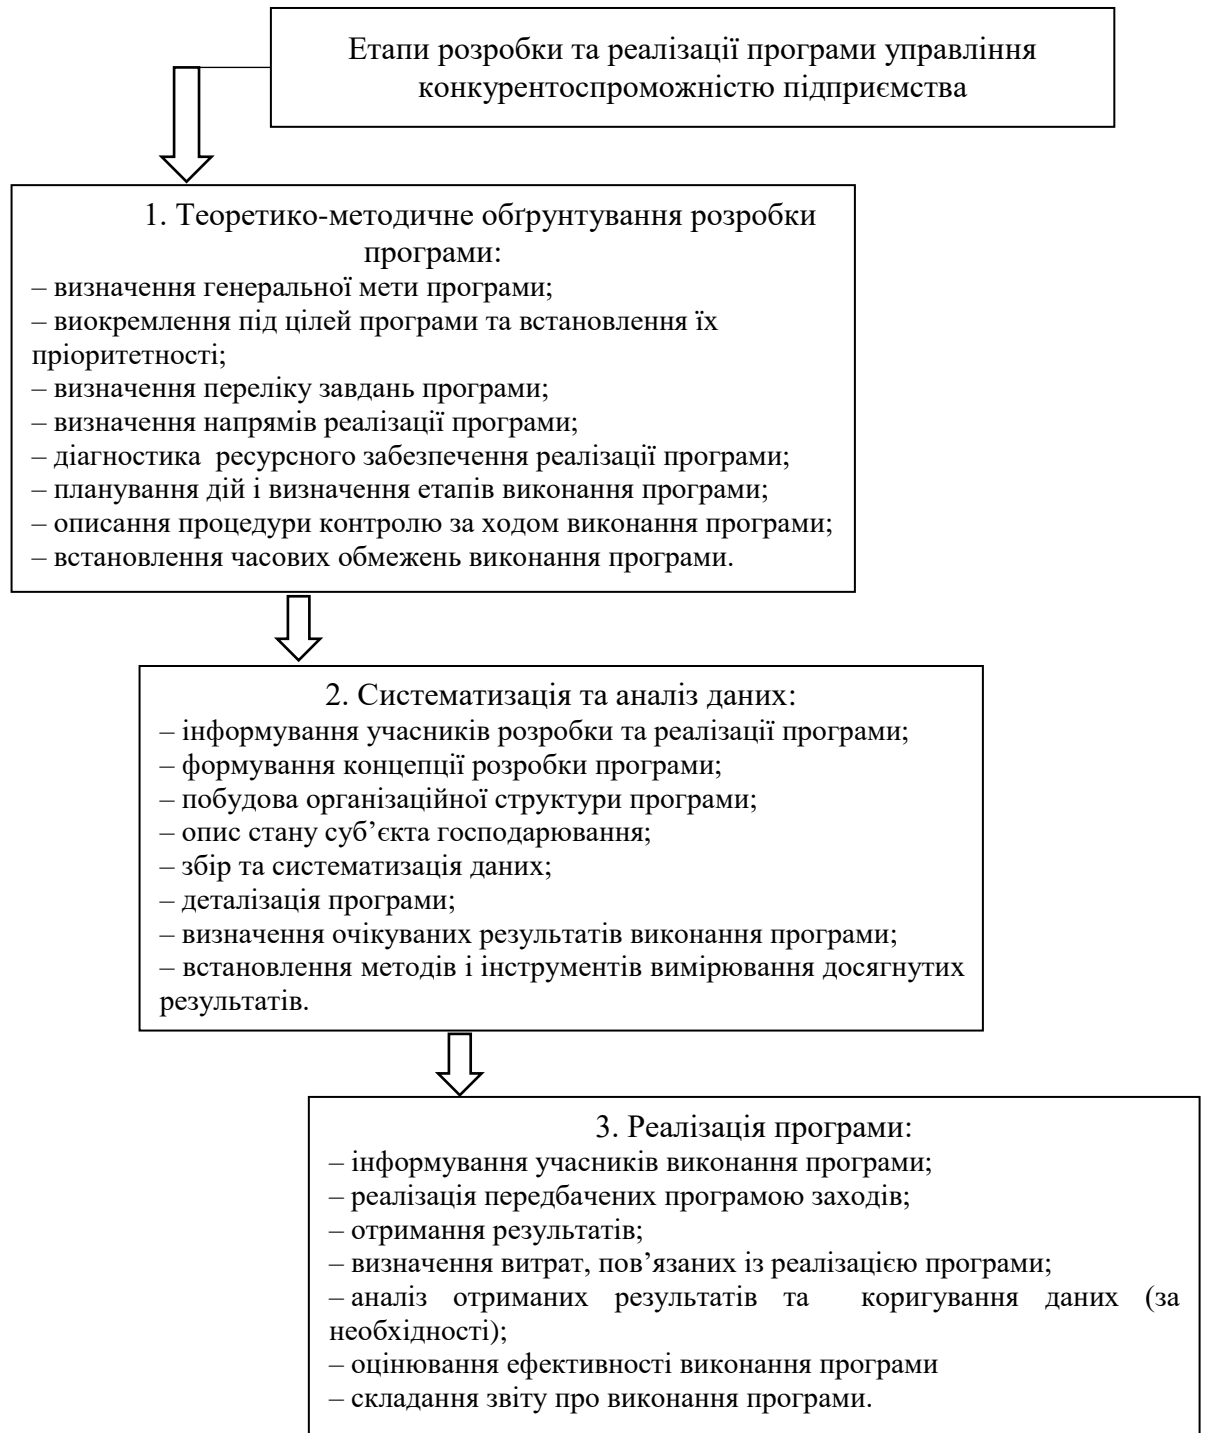 Етапи розробки та реалізації програми управління
конкурентоспроможністю підприємства
1. Теоретико-методичне обґрунтування розробки
програми:
– визначення генеральної мети програми;
– виокремлення під цілей програми та встановлення їх
пріоритетності;
– визначення переліку завдань програми;
– визначення напрямів реалізації програми;
– діагностика ресурсного забезпечення реалізації програми;
– планування дій і визначення етапів виконання програми;
– описання процедури контролю за ходом виконання програми;
– встановлення часових обмежень виконання програми.
2. Систематизація та аналіз даних:
– інформування учасників розробки та реалізації програми;
– формування концепції розробки програми;
– побудова організаційної структури програми;
– опис стану суб’єкта господарювання;
– збір та систематизація даних;
– деталізація програми;
– визначення очікуваних результатів виконання програми;
– встановлення методів і інструментів вимірювання досягнутих
результатів.
3. Реалізація програми:
– інформування учасників виконання програми;
– реалізація передбачених програмою заходів;
– отримання результатів;
– визначення витрат, пов’язаних із реалізацією програми;
– аналіз отриманих результатів та коригування даних (за
необхідності);
– оцінювання ефективності виконання програми
– складання звіту про виконання програми.